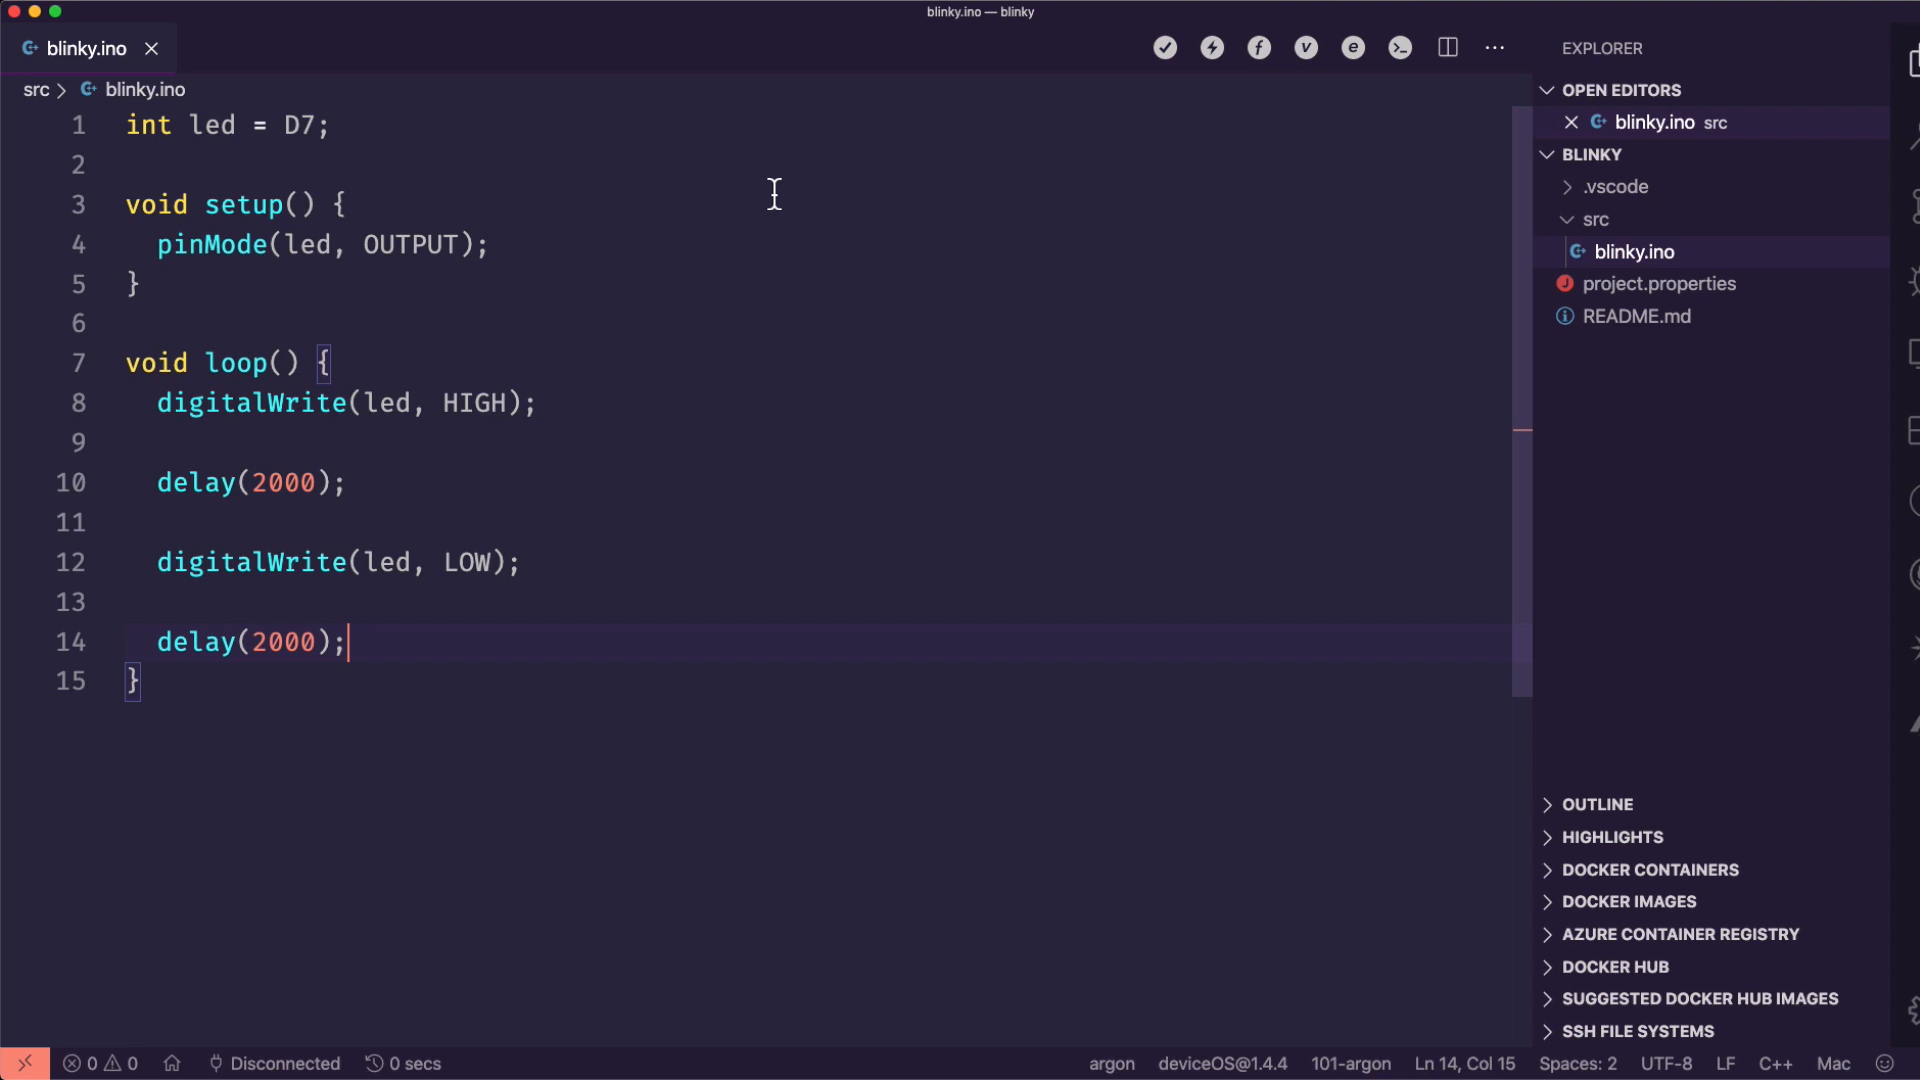 blinky.ino — blinky
blinky.ino
src > blinky.ino
1 int led = D7;
2
3 void setup() {
4   pinMode(led, OUTPUT);
5 }
6
7 void loop() {
8   digitalWrite(led, HIGH);
9
10   delay(2000);
11
12   digitalWrite(led, LOW);
13
14   delay(2000);
15 }
EXPLORER
OPEN EDITORS
blinky.ino src
BLINKY
.vscode
src
blinky.ino
project.properties
README.md
OUTLINE
HIGHLIGHTS
DOCKER CONTAINERS
DOCKER IMAGES
AZURE CONTAINER REGISTRY
DOCKER HUB
SUGGESTED DOCKER HUB IMAGES
SSH FILE SYSTEMS
0 0 Disconnected 0 secs argon deviceOS@1.4.4 101-argon Ln 14, Col 15 Spaces: 2 UTF-8 LF C++ Mac